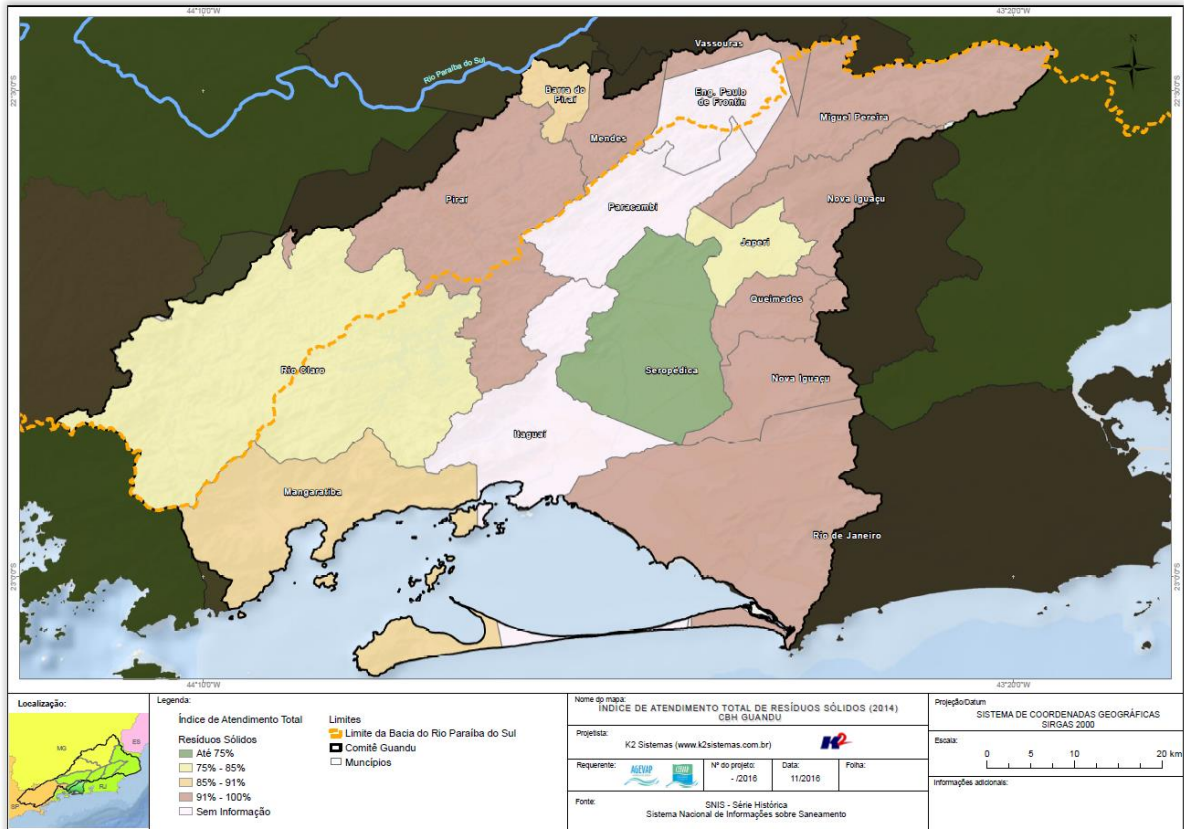 44°10'0"W
43°20'0"W
Vassouras
N
Rio Paraíba do Sul
22°30'0"S
22°30'0"S
Barra do
Piraí
Eng. Paulo
de Frontin
Miguel Pereira
Mendes
Piraí
Paracambi
Nova Iguaçu
Japeri
Queimados
Rio Claro
Seropédica
Nova Iguaçu
Itaguaí
Mangaratiba
Rio de Janeiro
23°0'0"S
23°0'0"S
44°10'0"W
43°20'0"W
Localização:
MG
ES
RJ
SP
Legenda:
Índice de Atendimento Total
Resíduos Sólidos
Até 75%
75% - 85%
85% - 91%
91% - 100%
Sem Informação
Limites
Limite da Bacia do Rio Paraíba do Sul
Comitê Guandu
Muncípios
Nome do mapa:
ÍNDICE DE ATENDIMENTO TOTAL DE RESÍDUOS SÓLIDOS (2014)
CBH GUANDU
Projetista:
K2 Sistemas (www.k2sistemas.com.br)
K2
Requerente:
AGEVAP
Nº do projeto:
- /2016
Data:
11/2016
Folha:
Fonte:
SNIS - Série Histórica
Sistema Nacional de Informações sobre Saneamento
Projeção/Datum
SISTEMA DE COORDENADAS GEOGRÁFICAS
SIRGAS 2000
Escala:
0 5 10 20 km
Informações adicionais: